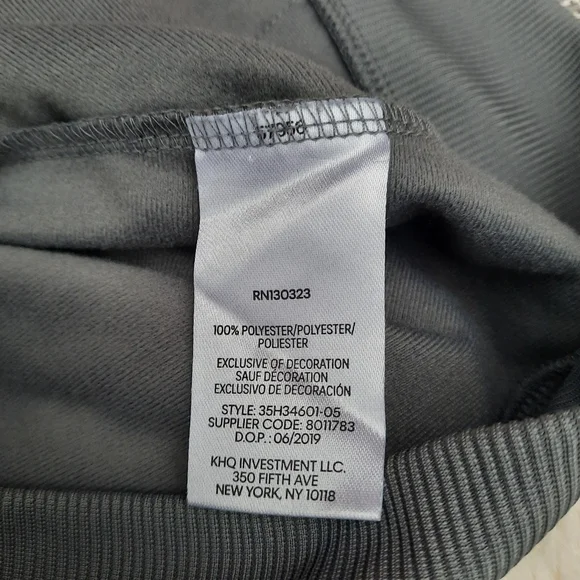 RN130323
100% POLYESTER/POLYESTER/
POLIESTER
EXCLUSIVE OF DECORATION
SAUF DÉCORATION
EXCLUSIVO DE DECORACIÓN
STYLE: 35H34601-05
SUPPLIER CODE: 8011783
D.O.P.: 06/2019
KHQ INVESTMENT LLC.
350 FIFTH AVE
NEW YORK, NY 10118